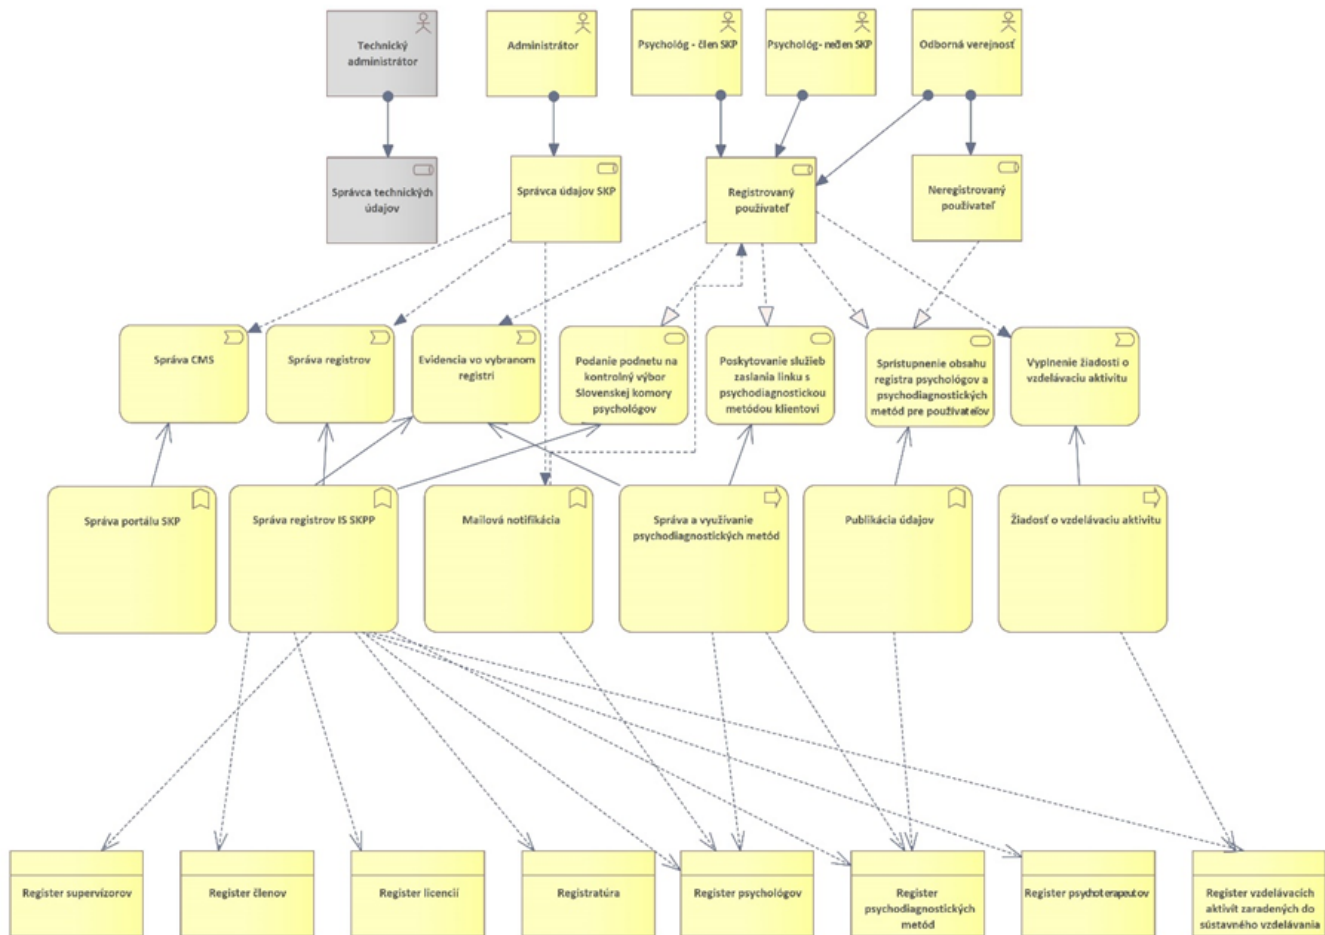 Technický
administrátor
Administrátor
Psychológ - člen SKP
Psychológ- nečlen SKP
Odborná verejnosť
Správca technických
údajov
Správca údajov SKP
Registrovaný
používateľ
Neregistrovaný
používateľ
Správa CMS
Správa registrov
Evidencia vo vybranom
registri
Podanie podnetu na
kontrolný výbor
Slovenskej komory
psychológov
Poskytovanie služieb
zaslania linku s
psychodiagnostickou
metódou klientovi
Sprístupnenie obsahu
registra psychológov a
psychodiagnostických
metód pre používateľov
Vyplnenie žiadosti o
vzdelávaciu aktivitu
Správa portálu SKP
Správa registrov IS SKPP
Mailová notifikácia
Správa a využívanie
psychodiagnostických metód
Publikácia údajov
Žiadosť o vzdelávaciu aktivitu
Register supervízorov
Register členov
Register licencií
Registratúra
Register psychológov
Register
psychodiagnostických
metód
Register psychoterapeutov
Register vzdelávacích
aktivít zaradených do
sústavného vzdelávania